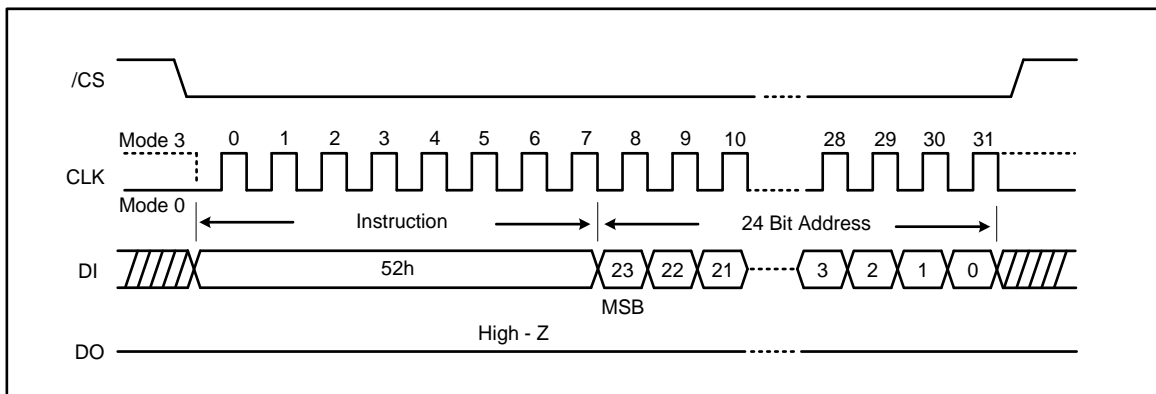 /CS
Mode 3 0 1 2 3 4 5 6 7 8 9 10 28 29 30 31
CLK
Mode 0
Instruction 24 Bit Address
DI 52h 23 22 21 3 2 1 0
MSB
High - Z
DO